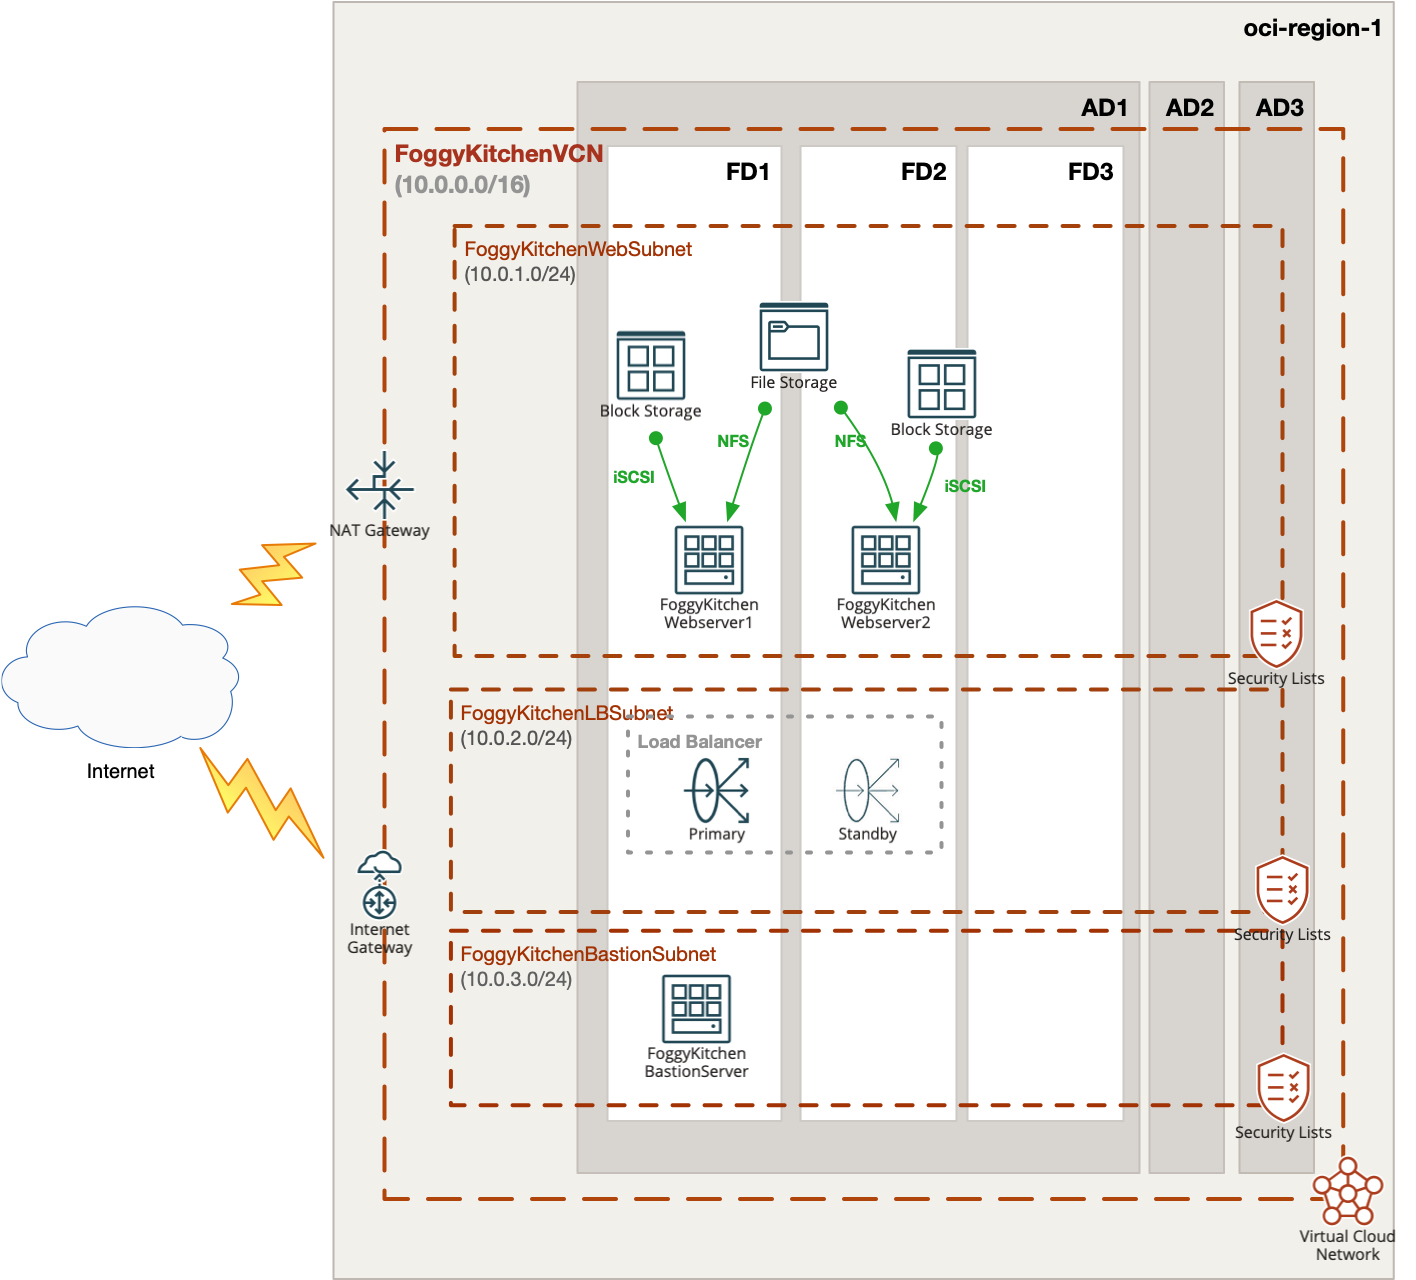 oci-region-1
AD1
AD2
AD3
FoggyKitchenVCN
(10.0.0.0/16)
FD1
FD2
FD3
FoggyKitchenWebSubnet
(10.0.1.0/24)
File Storage
Block Storage
Block Storage
NFS
NFS
iSCSI
iSCSI
NAT Gateway
FoggyKitchen
Webserver1
FoggyKitchen
Webserver2
Security Lists
FoggyKitchenLBSubnet
(10.0.2.0/24)
Load Balancer
Primary
Standby
Internet
Internet
Gateway
Security Lists
FoggyKitchenBastionSubnet
(10.0.3.0/24)
FoggyKitchen
BastionServer
Security Lists
Virtual Cloud
Network